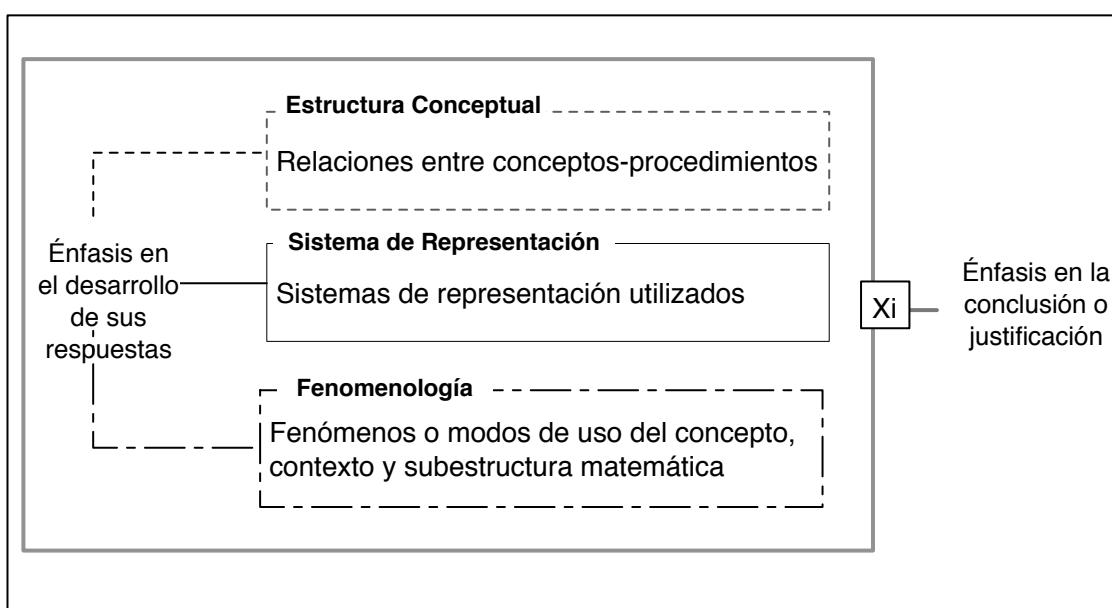 Estructura Conceptual
Relaciones entre conceptos-procedimientos
Énfasis en
el desarrollo
de sus
respuestas
Sistema de Representación
Sistemas de representación utilizados
Fenomenología
Fenómenos o modos de uso del concepto,
contexto y subestructura matemática
Xi
Énfasis en la
conclusión o
justificación